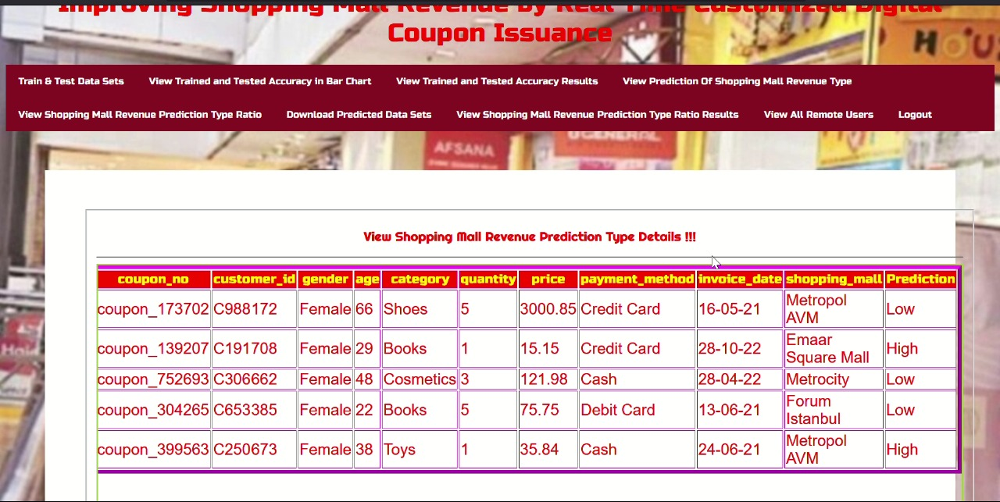 Improving Shopping Mall Revenue by Real Time Customized Digital
Coupon Issuance
HOU
Train & Test Data Sets View Trained and Tested Accuracy in Bar Chart View Trained and Tested Accuracy Results View Prediction Of Shopping Mall Revenue Type
View Shopping Mall Revenue Prediction Type Ratio Download Predicted Data Sets View Shopping Mall Revenue Prediction Type Ratio Results View All Remote Users Logout
AFSANA
GENERAL
View Shopping Mall Revenue Prediction Type Details !!!
coupon_no customer_id gender age category quantity price payment_method invoice_date shopping_mall Prediction
coupon_173702 C988172 Female 66 Shoes 5 3000.85 Credit Card 16-05-21 Metropol AVM Low
coupon_139207 C191708 Female 29 Books 1 15.15 Credit Card 28-10-22 Emaar Square Mall High
coupon_752693 C306662 Female 48 Cosmetics 3 121.98 Cash 28-04-22 Metrocity Low
coupon_304265 C653385 Female 22 Books 5 75.75 Debit Card 13-06-21 Forum Istanbul Low
coupon_399563 C250673 Female 38 Toys 1 35.84 Cash 24-06-21 Metropol AVM High